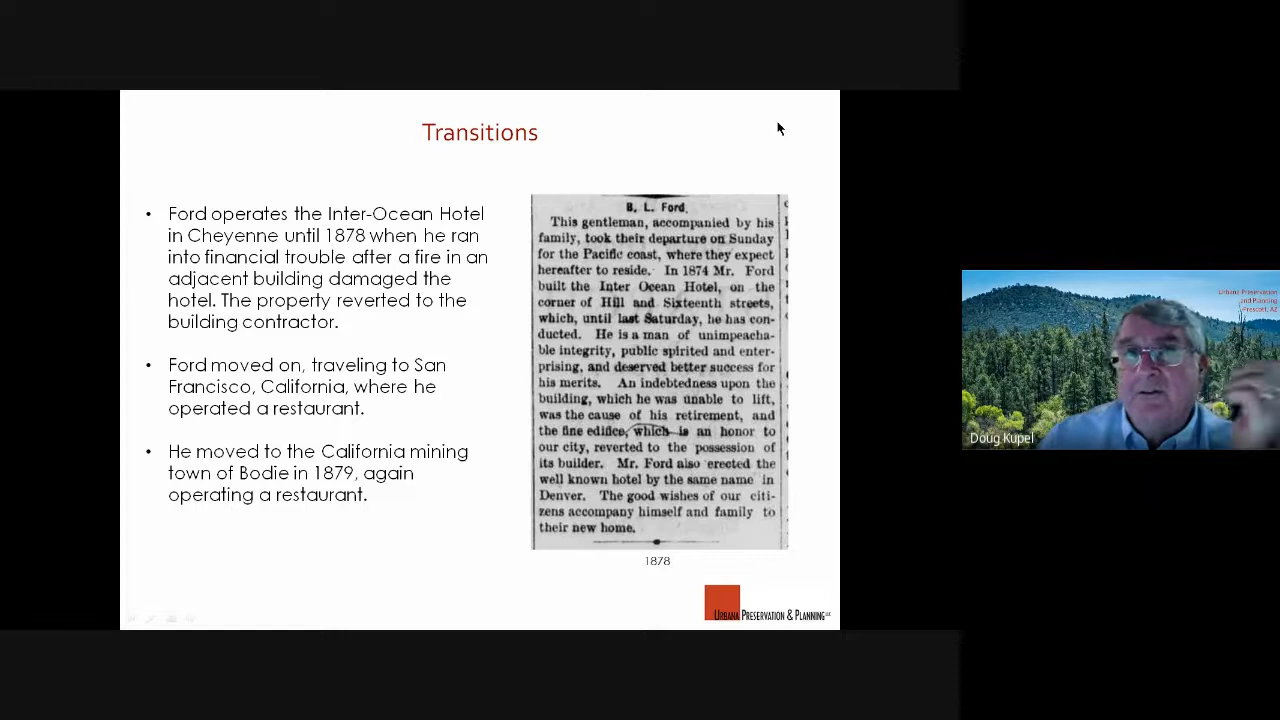 Transitions
• Ford operates the Inter-Ocean Hotel
in Cheyenne until 1878 when he ran
into financial trouble after a fire in an
adjacent building damaged the
hotel. The property reverted to the
building contractor.
• Ford moved on, traveling to San
Francisco, California, where he
operated a restaurant.
• He moved to the California mining
town of Bodie in 1879, again
operating a restaurant.
B. L. Ford.
This gentleman, accompanied by his
family, took their departure on Sunday
for the Pacific coast, where they expect
hereafter to reside. In 1874 Mr. Ford
built the Inter Ocean Hotel, on the
corner of Hill and Sixteenth streets,
which, until last Saturday, he has con-
ducted. He is a man of unimpeacha-
ble integrity, public spirited and enter-
prising, and deserved better success for
his merits. An indebtedness upon the
building, which he was unable to lift,
was the cause of his retirement, and
the fine edifice, which is an honor to
our city, reverted to the possession of
its builder. Mr. Ford also erected the
well known hotel by the same name in
Denver. The good wishes of our citi-
zens accompany himself and family to
their new home.
1878
URBANA PRESERVATION & PLANNING LLC
Urbana Preservation
and Planning
Prescott, AZ
Doug Kupel